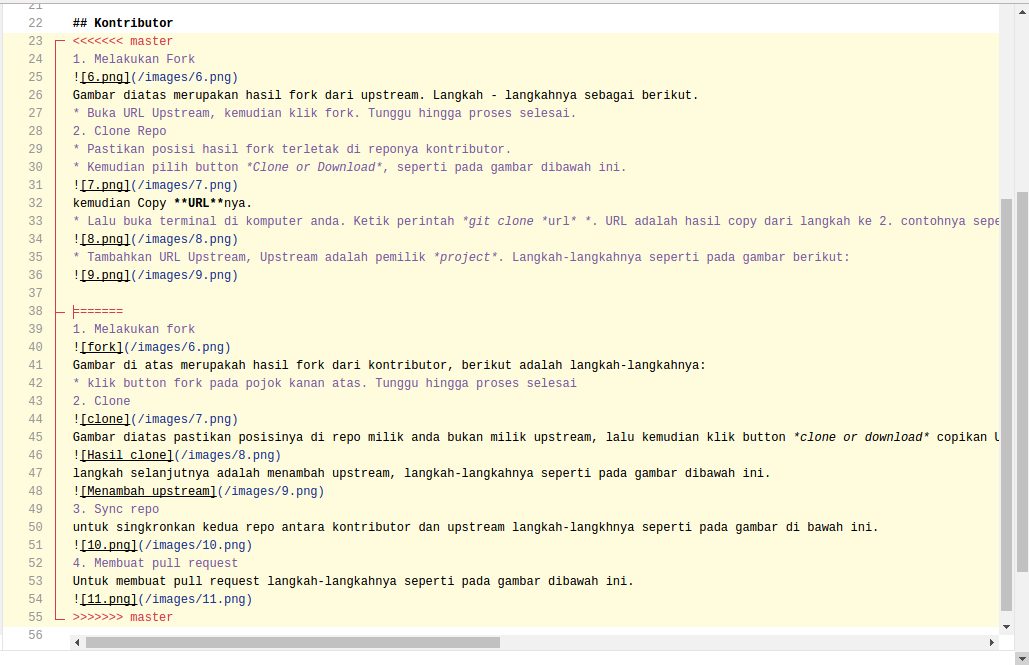 21
22 ## Kontributor
23 <<<<<<< master
24 1. Melakukan Fork
25 ![6.png](/images/6.png)
26 Gambar diatas merupakan hasil fork dari upstream. Langkah - langkahnya sebagai berikut.
27 * Buka URL Upstream, kemudian klik fork. Tunggu hingga proses selesai.
28 2. Clone Repo
29 * Pastikan posisi hasil fork terletak di reponya kontributor.
30 * Kemudian pilih button *Clone or Download*, seperti pada gambar dibawah ini.
31 ![7.png](/images/7.png)
32 kemudian Copy **URL**nya.
33 * Lalu buka terminal di komputer anda. Ketik perintah *git clone *url* *. URL adalah hasil copy dari langkah ke 2. contohnya sepe
34 ![8.png](/images/8.png)
35 * Tambahkan URL Upstream, Upstream adalah pemilik *project*. Langkah-langkahnya seperti pada gambar berikut:
36 ![9.png](/images/9.png)
37
38 =======
39 1. Melakukan fork
40 ![fork](/images/6.png)
41 Gambar di atas merupakah hasil fork dari kontributor, berikut adalah langkah-langkahnya:
42 * klik button fork pada pojok kanan atas. Tunggu hingga proses selesai
43 2. Clone
44 ![clone](/images/7.png)
45 Gambar diatas pastikan posisinya di repo milik anda bukan milik upstream, lalu kemudian klik button *clone or download* copikan U
46 ![Hasil clone](/images/8.png)
47 langkah selanjutnya adalah menambah upstream, langkah-langkahnya seperti pada gambar dibawah ini.
48 ![Menambah upstream](/images/9.png)
49 3. Sync repo
50 untuk singkronkan kedua repo antara kontributor dan upstream langkah-langkhnya seperti pada gambar di bawah ini.
51 ![10.png](/images/10.png)
52 4. Membuat pull request
53 Untuk membuat pull request langkah-langkahnya seperti pada gambar dibawah ini.
54 ![11.png](/images/11.png)
55 >>>>>>> master
56